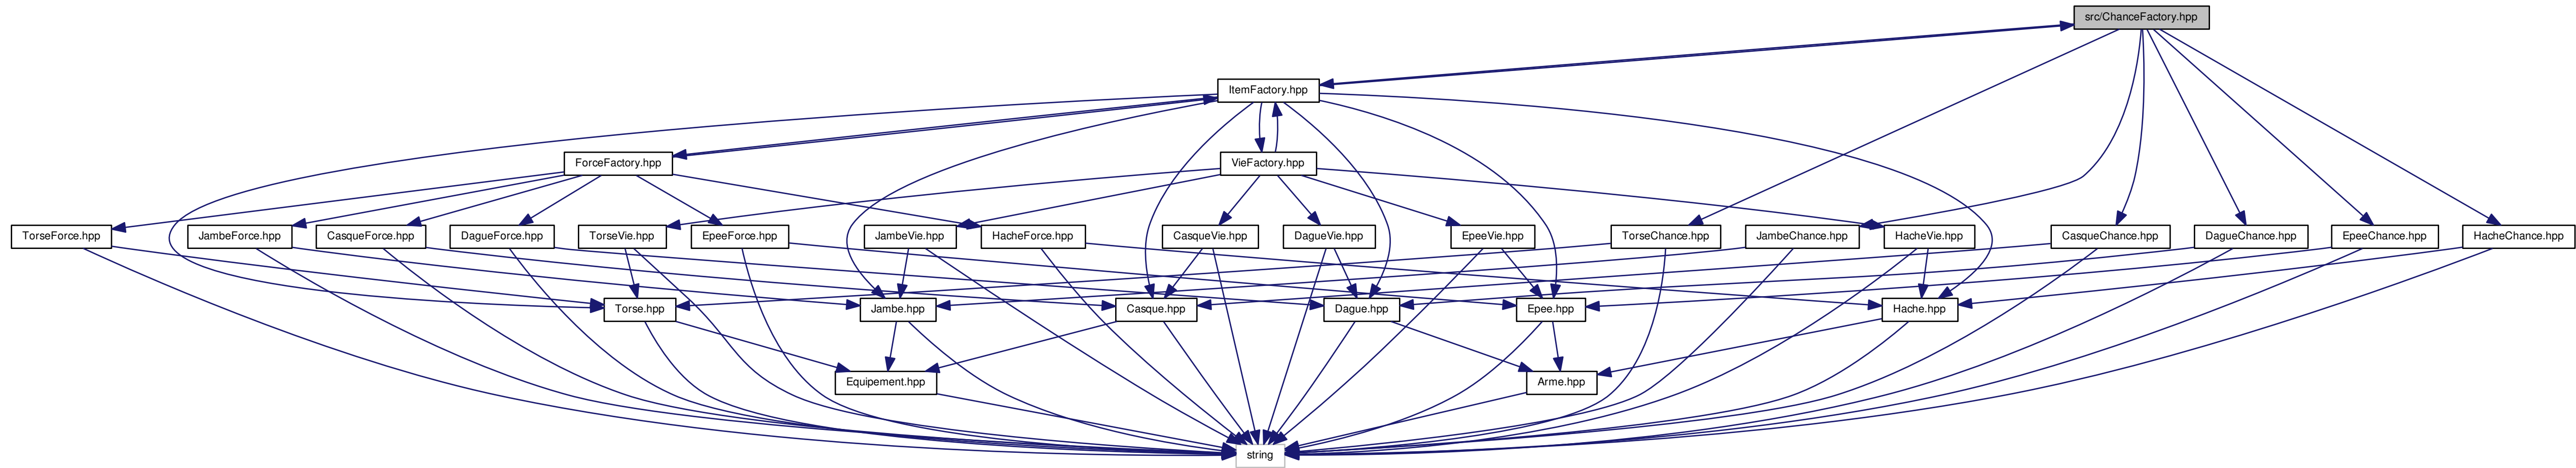 src/ChanceFactory.hpp
ItemFactory.hpp
ForceFactory.hpp
VieFactory.hpp
TorseForce.hpp
JambeForce.hpp
CasqueForce.hpp
DagueForce.hpp
TorseVie.hpp
EpeeForce.hpp
JambeVie.hpp
HacheForce.hpp
CasqueVie.hpp
DagueVie.hpp
EpeeVie.hpp
TorseChance.hpp
JambeChance.hpp
HacheVie.hpp
CasqueChance.hpp
DagueChance.hpp
EpeeChance.hpp
HacheChance.hpp
Torse.hpp
Jambe.hpp
Casque.hpp
Dague.hpp
Epee.hpp
Hache.hpp
Equipement.hpp
Arme.hpp
string